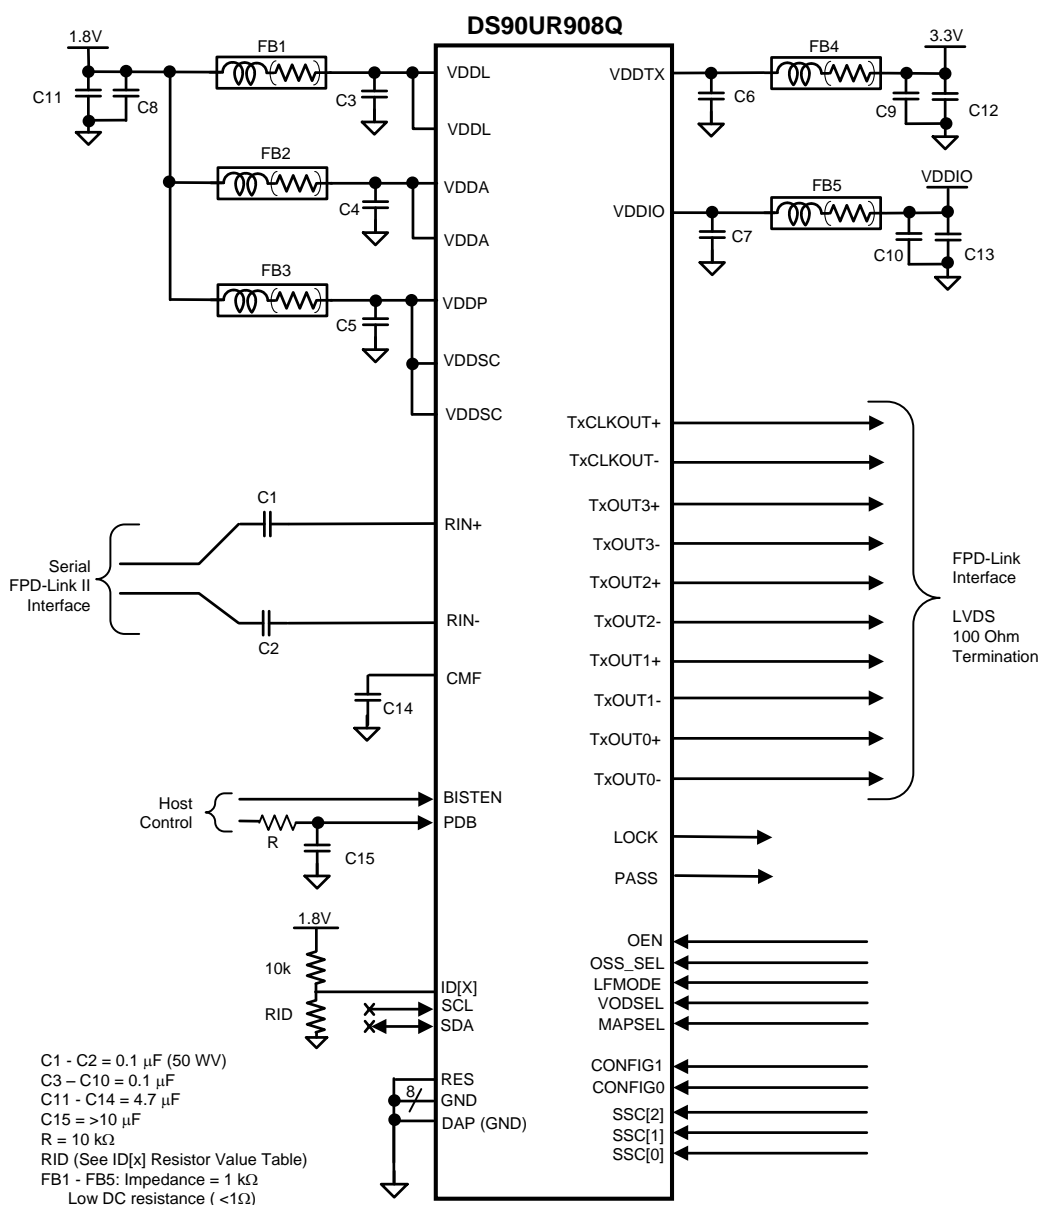 DS90UR908Q
1.8V
FB1
C11
C8
C3
VDDL
VDDL
FB2
C4
VDDA
VDDA
FB3
C5
VDDP
VDDSC
VDDSC
VDDTX
C6
FB4
3.3V
C9
C12
VDDIO
C7
FB5
VDDIO
C10
C13
Serial
FPD-Link II
Interface
C1
RIN+
C2
RIN-
CMF
C14
Host
Control
BISTEN
PDB
R
C15
1.8V
10k
RID
ID[X]
SCL
SDA
RES
8
GND
DAP (GND)
TxCLKOUT+
TxCLKOUT-
TxOUT3+
TxOUT3-
TxOUT2+
TxOUT2-
TxOUT1+
TxOUT1-
TxOUT0+
TxOUT0-
FPD-Link
Interface
LVDS
100 Ohm
Termination
LOCK
PASS
OEN
OSS_SEL
LFMODE
VODSEL
MAPSEL
CONFIG1
CONFIG0
SSC[2]
SSC[1]
SSC[0]
C1 - C2 = 0.1 μF (50 WV)
C3 – C10 = 0.1 μF
C11 - C14 = 4.7 μF
C15 = >10 μF
R = 10 kΩ
RID (See ID[x] Resistor Value Table)
FB1 - FB5: Impedance = 1 kΩ
Low DC resistance ( <1Ω)